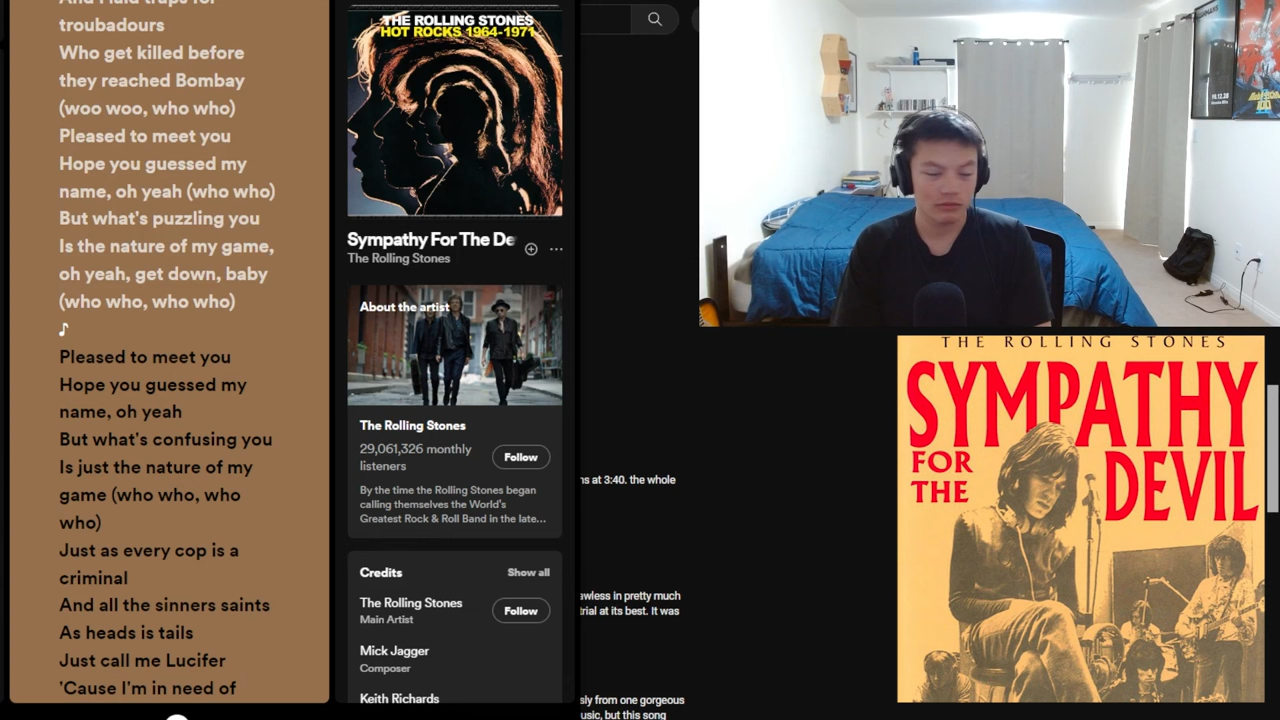 And I laid traps for
troubadours
Who get killed before
they reached Bombay
(woo woo, who who)
Pleased to meet you
Hope you guessed my
name, oh yeah (who who)
But what's puzzling you
Is the nature of my game,
oh yeah, get down, baby
(who who, who who)
♪
Pleased to meet you
Hope you guessed my
name, oh yeah
But what's confusing you
Is just the nature of my
game (who who, who
who)
Just as every cop is a
criminal
And all the sinners saints
As heads is tails
Just call me Lucifer
'Cause I'm in need of
THE ROLLING STONES
HOT ROCKS 1964-1971
Sympathy For The De
The Rolling Stones
About the artist
The Rolling Stones
29,061,326 monthly
listeners
Follow
By the time the Rolling Stones began
calling themselves the World's
Greatest Rock & Roll Band in the late...
Credits
Show all
The Rolling Stones
Main Artist
Follow
Mick Jagger
Composer
Keith Richards
ns at 3:40. the whole
awless in pretty much
trial at its best. It was
sly from one gorgeous
usic, but this song
THE ROLLING STONES
SYMPATHY
FOR
THE
DEVIL